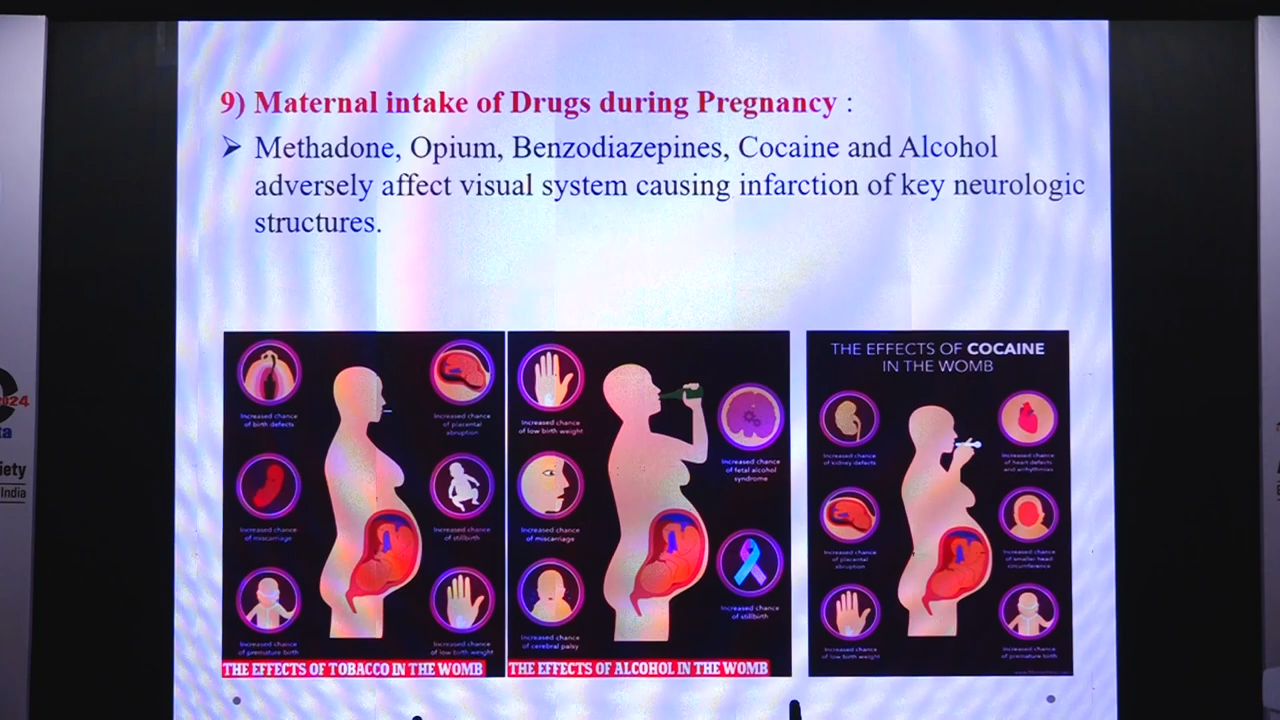 9) Maternal intake of Drugs during Pregnancy :
➢ Methadone, Opium, Benzodiazepines, Cocaine and Alcohol
adversely affect visual system causing infarction of key neurologic
structures.
Increased chance
of birth defects
Increased chance
of placental
abruption
Increased chance
of miscarriage
Increased chance
of stillbirth
Increased chance
of premature birth
Increased chance
of low birth weight
THE EFFECTS OF TOBACCO IN THE WOMB
Increased chance
of low birth weight
Increased chance
of fetal alcohol
syndrome
Increased chance
of miscarriage
Increased chance
of stillbirth
Increased chance
of cerebral palsy
THE EFFECTS OF ALCOHOL IN THE WOMB
THE EFFECTS OF COCAINE
IN THE WOMB
Increased chance
of kidney defects
Increased chance
of heart defects
and arrhythmias
Increased chance
of placental
abruption
Increased chance
of smaller head
circumference
Increased chance
of low birth weight
Increased chance
of premature birth
2024
ta
iety
India